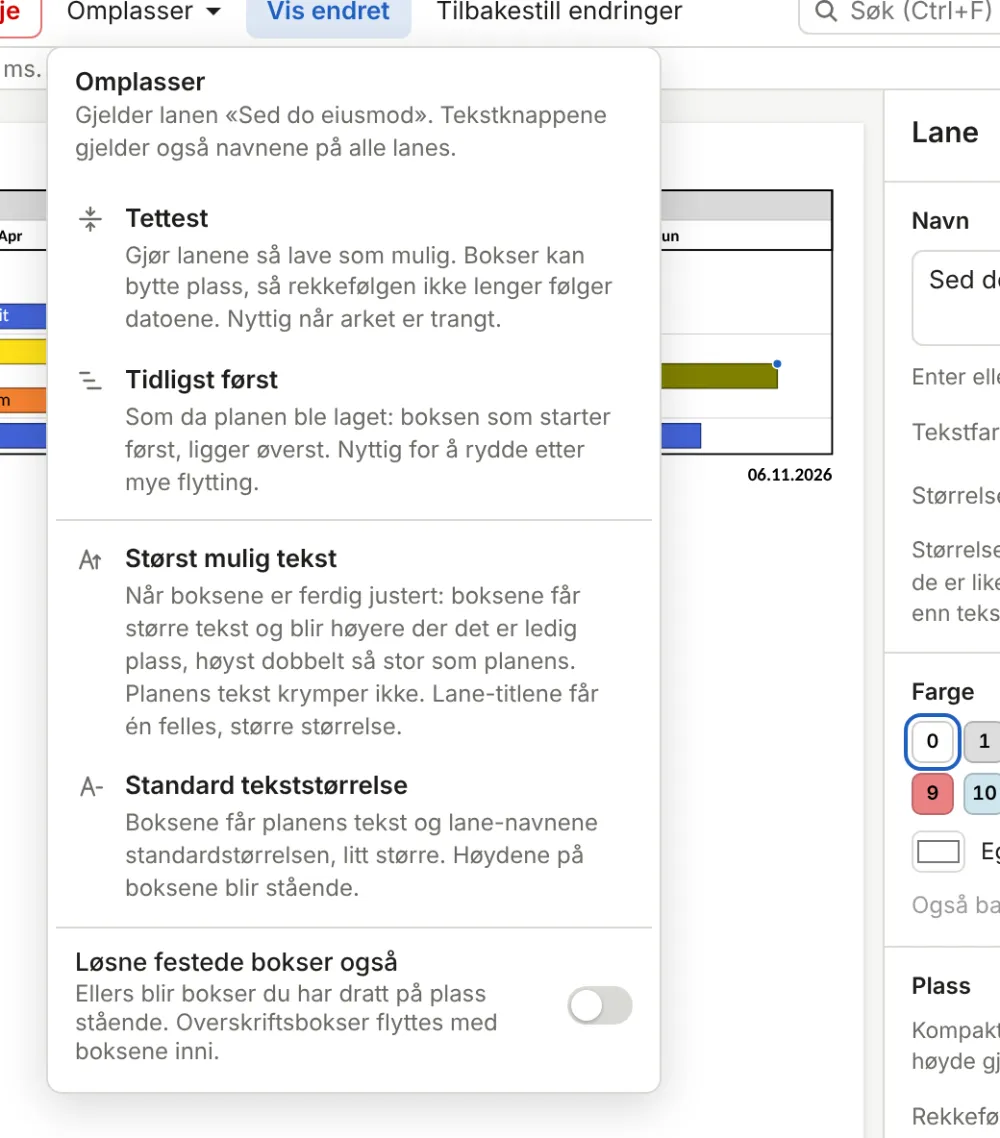 je
Omplasser
Vis endret
Tilbakestill endringer
Søk (Ctrl+F)
ms.
Omplasser
Gjelder lanen «Sed do eiusmod». Tekstknappene
gjelder også navnene på alle lanes.
Tettest
Gjør lanene så lave som mulig. Bokser kan
bytte plass, så rekkefølgen ikke lenger følger
datoene. Nyttig når arket er trangt.
Tidligst først
Som da planen ble laget: boksen som starter
først, ligger øverst. Nyttig for å rydde etter
mye flytting.
Størst mulig tekst
Når boksene er ferdig justert: boksene får
større tekst og blir høyere der det er ledig
plass, høyst dobbelt så stor som planens.
Planens tekst krymper ikke. Lane-titlene får
én felles, større størrelse.
Standard tekststørrelse
Boksene får planens tekst og lane-navnene
standardstørrelsen, litt større. Høydene på
boksene blir stående.
Løsne festede bokser også
Ellers blir bokser du har dratt på plass
stående. Overskriftsbokser flyttes med
boksene inni.
Apr
un
it
m
06.11.2026
Lane
Navn
Sed do
Enter elle
Tekstfar
Størrelse
Størrelse
de er like
enn teks
Farge
0
1
9
10
Eg
Også ba
Plass
Kompakt
høyde gj
Rekkefø